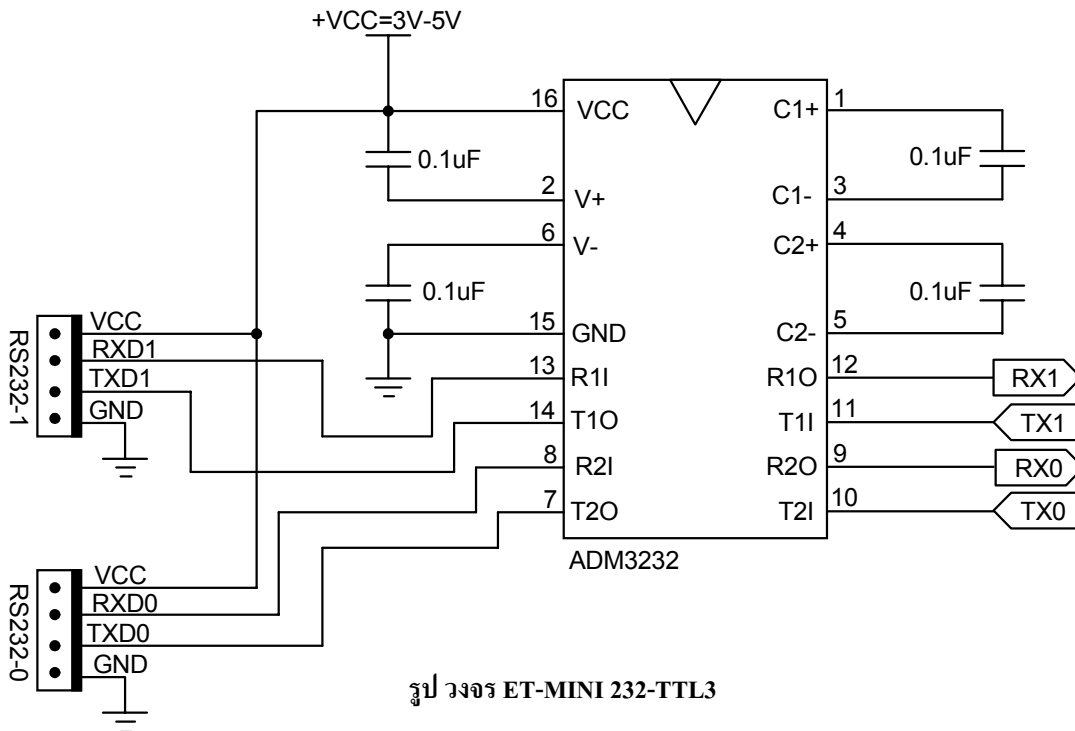 +VCC=3V-5V
16
VCC
C1+
1
0.1uF
0.1uF
2
V+
C1-
3
6
V-
C2+
4
0.1uF
0.1uF
15
GND
C2-
5
RS232-1
VCC
RXD1
TXD1
GND
13
R1I
R1O
12
RX1
14
T1O
T1I
11
TX1
8
R2I
R2O
9
RX0
7
T2O
T2I
10
TX0
ADM3232
RS232-0
VCC
RXD0
TXD0
GND
รูป วงจร ET-MINI 232-TTL3